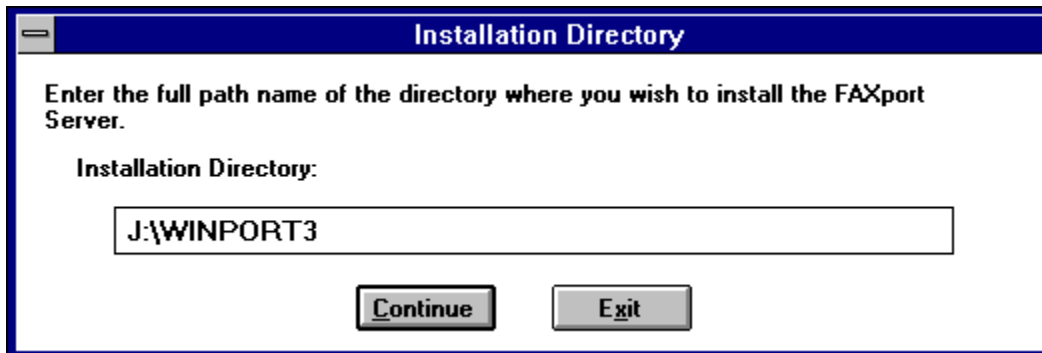 Installation Directory
Enter the full path name of the directory where you wish to install the FAXport
Server.
Installation Directory:
J:\WINPORT3
Continue Exit